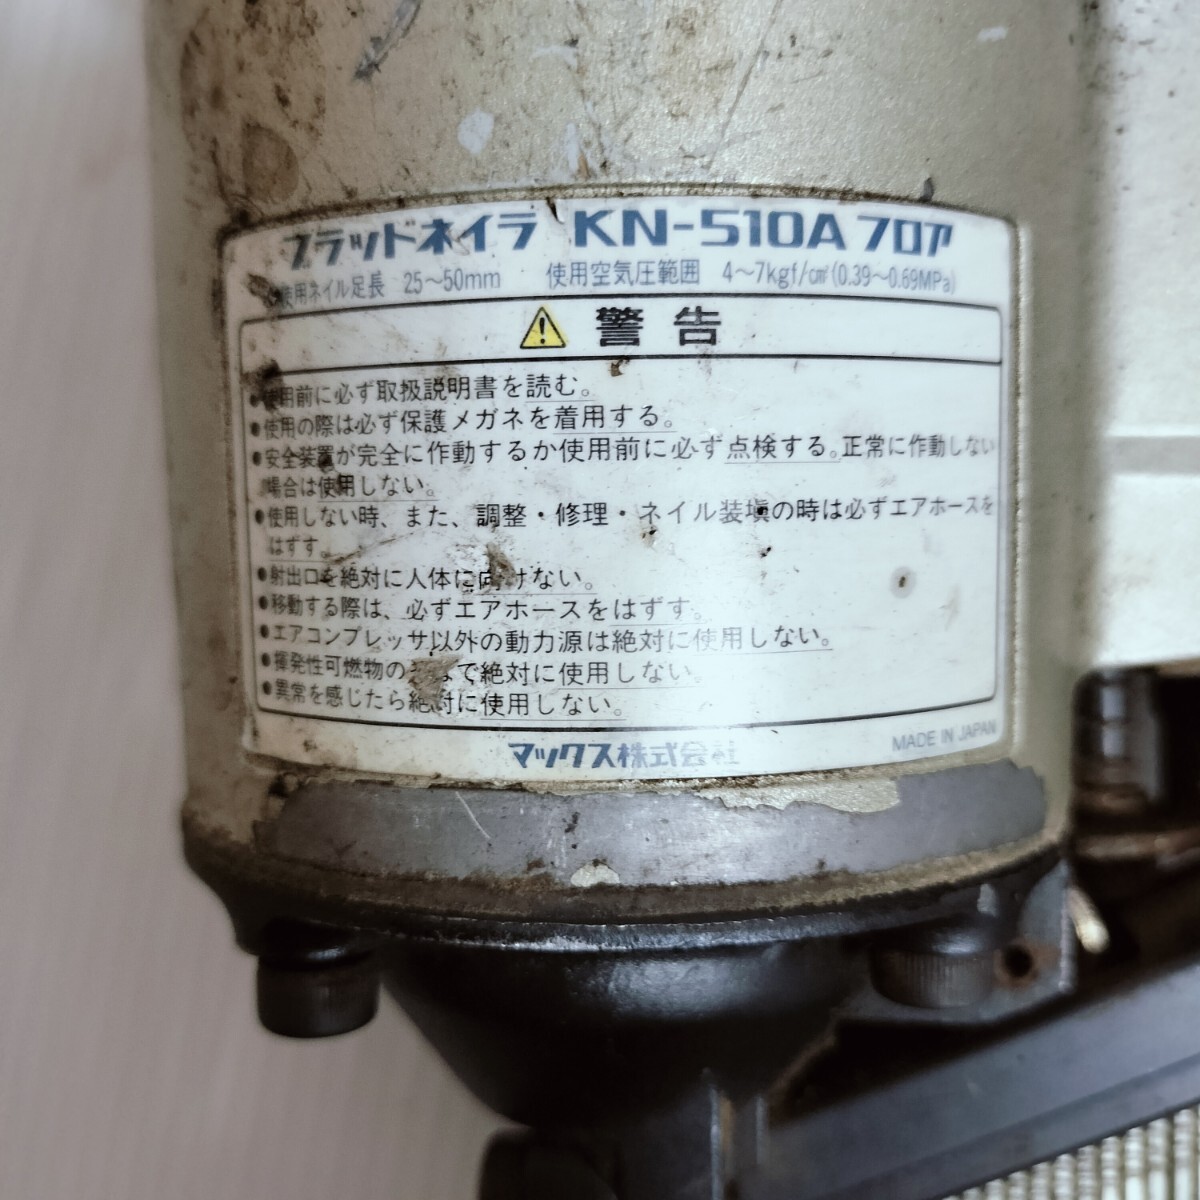 ブラッドネイラ KN-510A フロア
使用ネイル足長 25～50mm 使用空気圧範囲 4～7kgf/c㎡(0.39～0.69MPa)
警告
●使用前に必ず取扱説明書を読む。
●使用の際は必ず保護メガネを着用する。
●安全装置が完全に作動するか使用前に必ず点検する。正常に作動しない
場合は使用しない。
●使用しない時、また、調整・修理・ネイル装塡の時は必ずエアホースを
はずす。
●射出口を絶対に人体に向けない。
●移動する際は、必ずエアホースをはずす。
●エアコンプレッサ以外の動力源は絶対に使用しない。
●揮発性可燃物のそばで絶対に使用しない。
●異常を感じたら絶対に使用しない。
マックス株式会社
MADE IN JAPAN